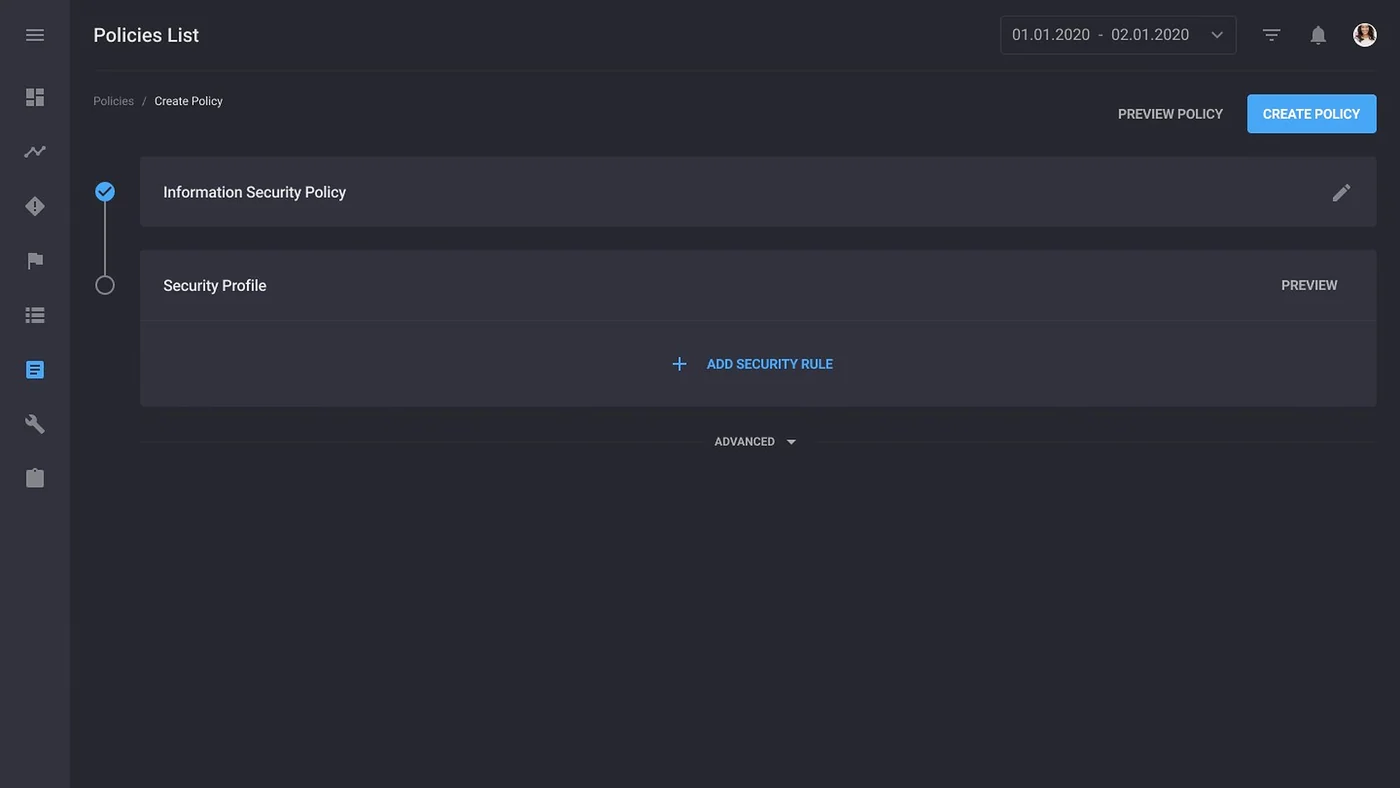 Policies List
01.01.2020 - 02.01.2020
Policies / Create Policy
PREVIEW POLICY
CREATE POLICY
Information Security Policy
Security Profile
PREVIEW
ADD SECURITY RULE
ADVANCED